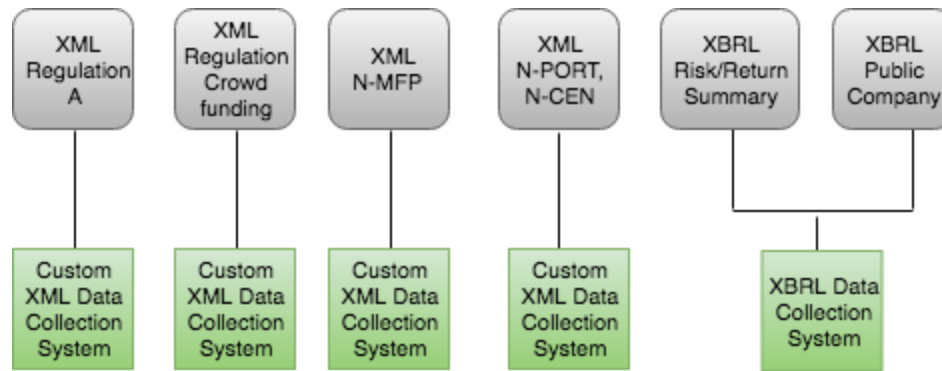 XML
Regulation
A
XML
Regulation
Crowd
funding
XML
N-MFP
XML
N-PORT,
N-CEN
XBRL
Risk/Return
Summary
XBRL
Public
Company
Custom
XML Data
Collection
System
Custom
XML Data
Collection
System
Custom
XML Data
Collection
System
Custom
XML Data
Collection
System
XBRL Data
Collection
System